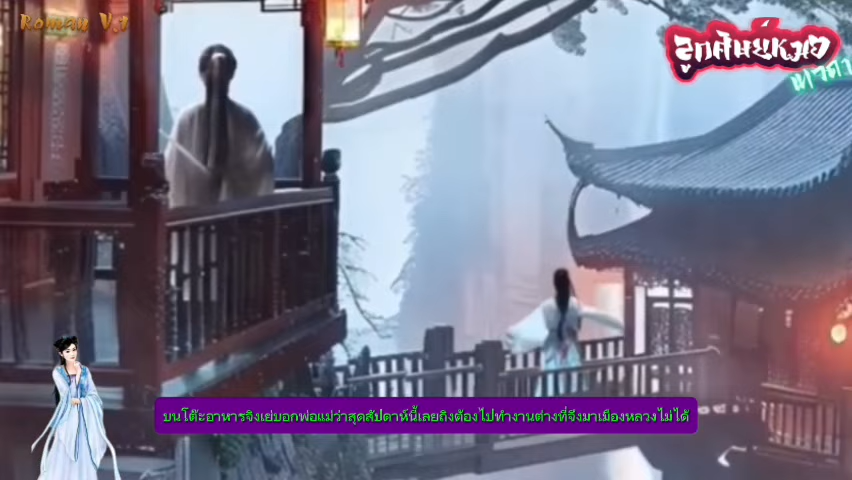 Roman V.1
ลูกศิษย์หมอ
บนโต๊ะอาหารจิงเย่บอกพ่อแม่ว่าสุดสัปดาห์นี้เลยถิงต้องไปทำงานต่างที่จึงมาเมืองหลวงไม่ได้